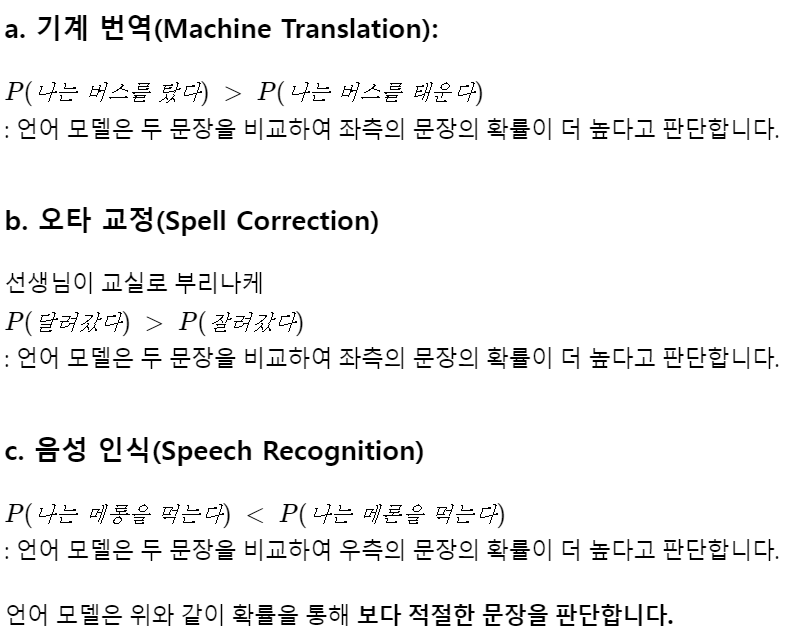 a. 기계 번역(Machine Translation):
P(나는 버스를 탔다) > P(나는 버스를 태운다)
: 언어 모델은 두 문장을 비교하여 좌측의 문장의 확률이 더 높다고 판단합니다.
b. 오타 교정(Spell Correction)
선생님이 교실로 부리나케
P(달려갔다) > P(잘려갔다)
: 언어 모델은 두 문장을 비교하여 좌측의 문장의 확률이 더 높다고 판단합니다.
c. 음성 인식(Speech Recognition)
P(나는 메롱을 먹는다) < P(나는 메론을 먹는다)
: 언어 모델은 두 문장을 비교하여 우측의 문장의 확률이 더 높다고 판단합니다.
언어 모델은 위와 같이 확률을 통해 보다 적절한 문장을 판단합니다.